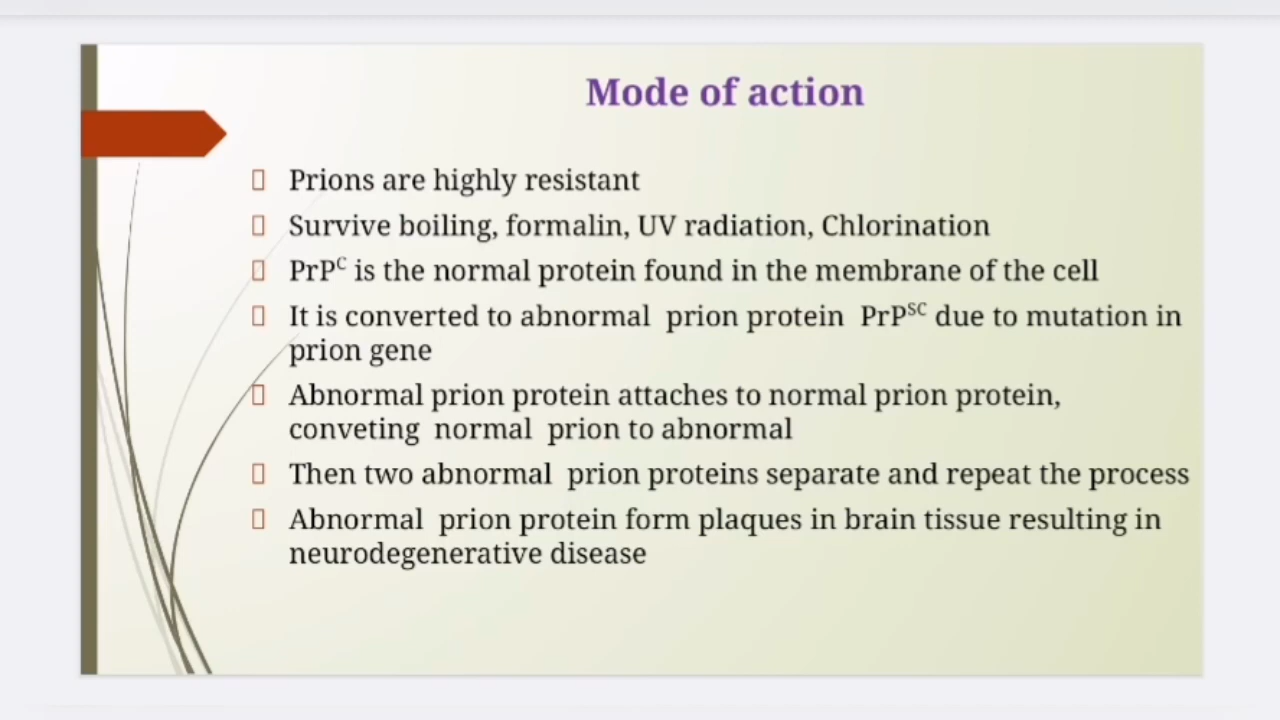 Mode of action
Prions are highly resistant
Survive boiling, formalin, UV radiation, Chlorination
PrPᶜ is the normal protein found in the membrane of the cell
It is converted to abnormal prion protein PrPˢᶜ due to mutation in
prion gene
Abnormal prion protein attaches to normal prion protein,
conveting normal prion to abnormal
Then two abnormal prion proteins separate and repeat the process
Abnormal prion protein form plaques in brain tissue resulting in
neurodegenerative disease